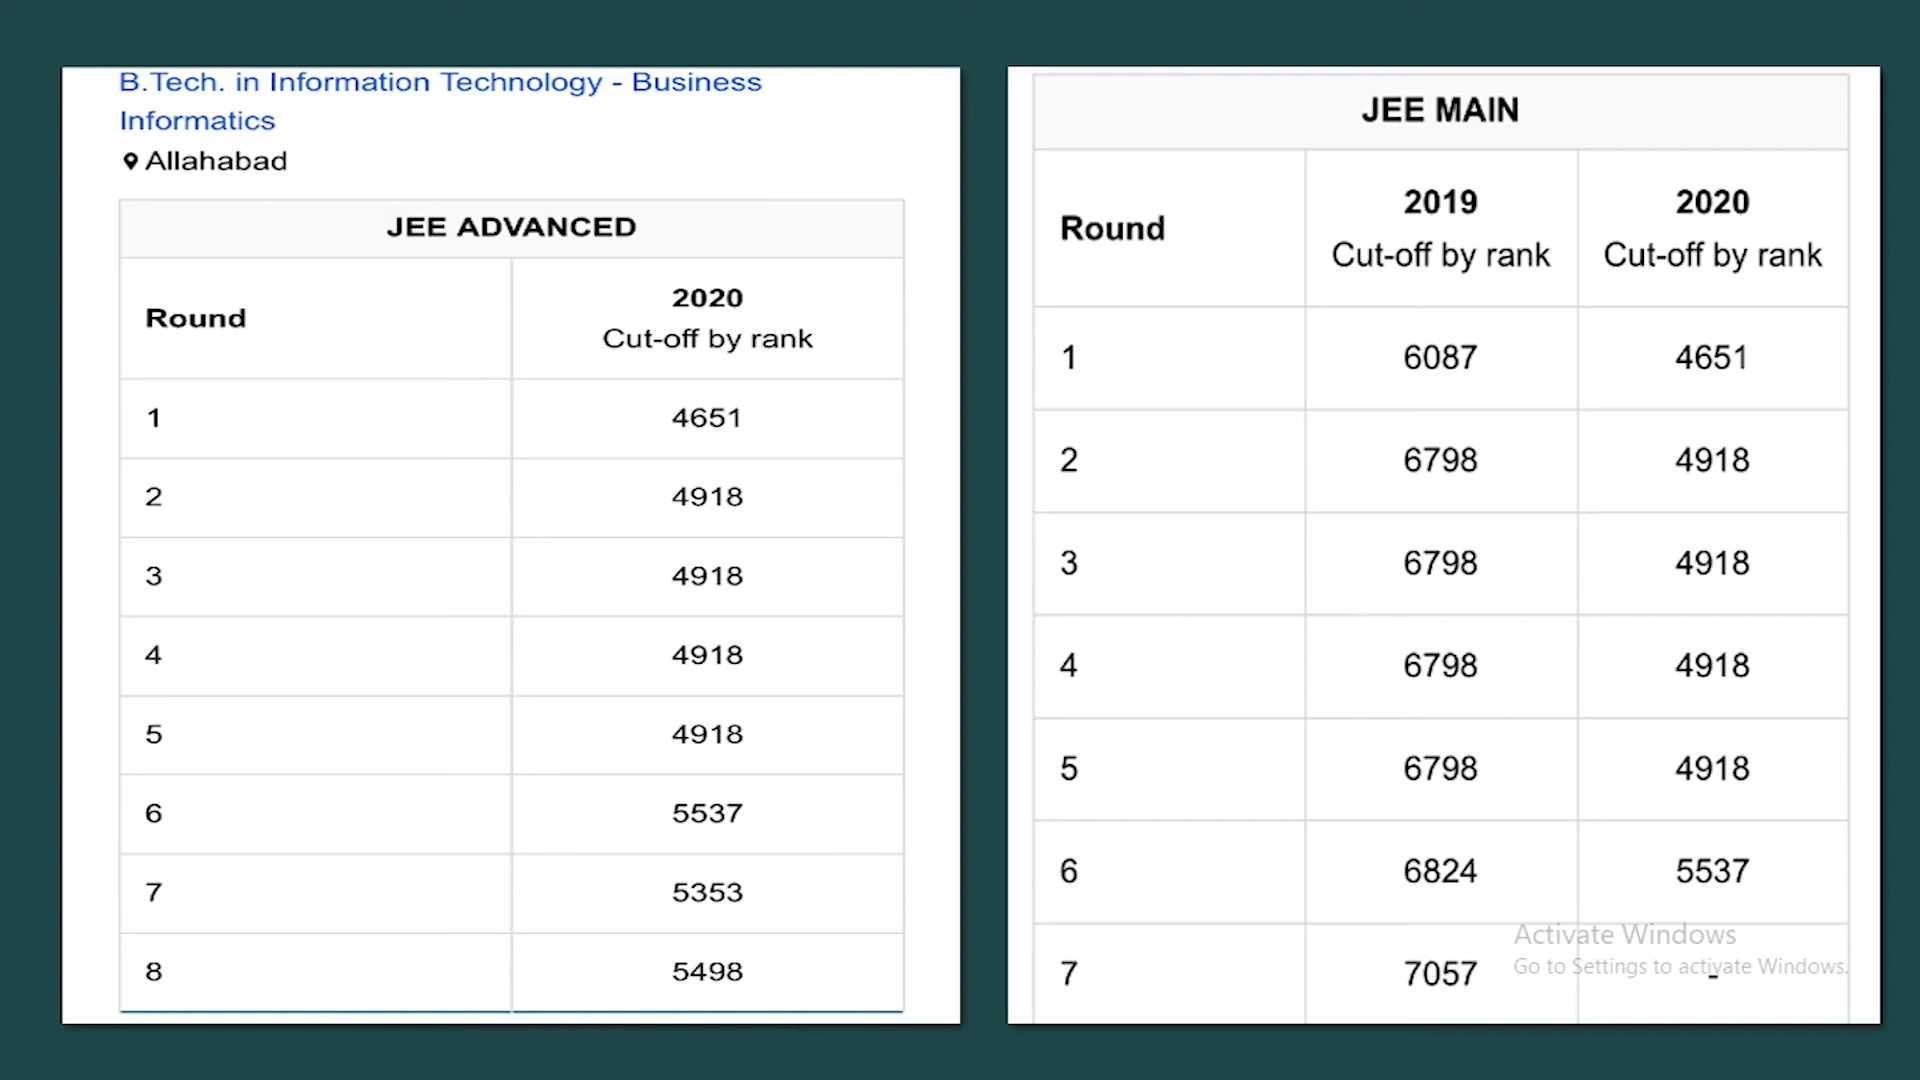 B.Tech. in Information Technology - Business
Informatics
Allahabad
JEE ADVANCED
Round 2020 Cut-off by rank
1 4651
2 4918
3 4918
4 4918
5 4918
6 5537
7 5353
8 5498
JEE MAIN
Round 2019 Cut-off by rank 2020 Cut-off by rank
1 6087 4651
2 6798 4918
3 6798 4918
4 6798 4918
5 6798 4918
6 6824 5537
7 7057 -
Activate Windows
Go to Settings to activate Windows.